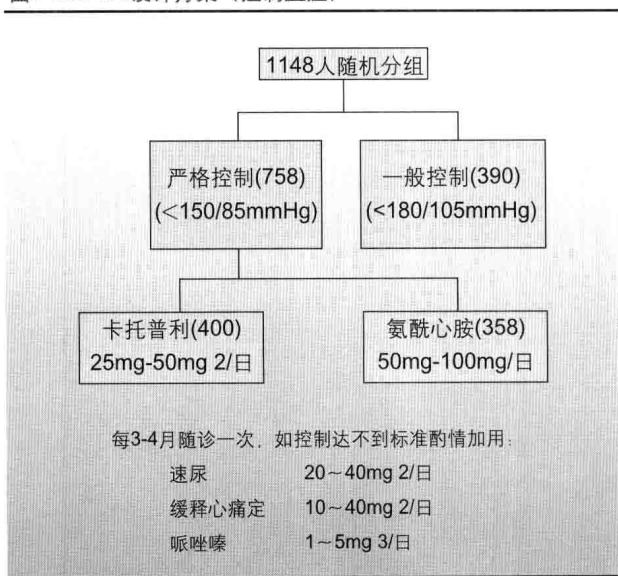 1148人随机分组
严格控制(758)
(<150/85mmHg)
一般控制(390)
(<180/105mmHg)
卡托普利(400)
25mg-50mg 2/日
氨酰心胺(358)
50mg-100mg/日
每3-4月随诊一次，如控制达不到标准酌情加用：
速尿 20～40mg 2/日
缓释心痛定 10～40mg 2/日
哌唑嗪 1～5mg 3/日